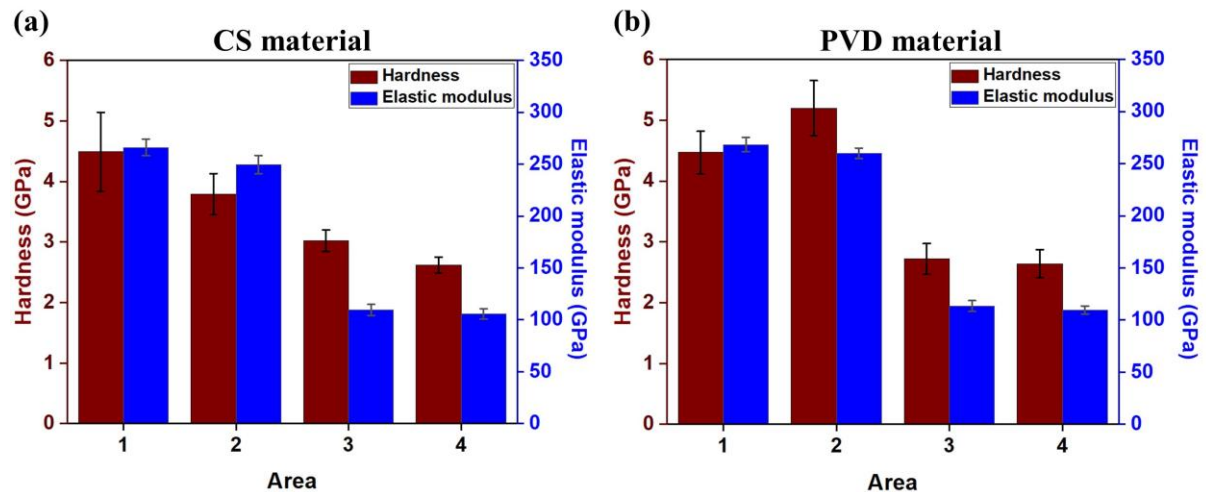 (a)
CS material
Hardness
Elastic modulus
Hardness (GPa)
6
5
4
3
2
1
0
350
300
250
200
150
100
50
0
Elastic modulus (GPa)
1 2 3 4
Area
(b)
PVD material
Hardness
Elastic modulus
Hardness (GPa)
6
5
4
3
2
1
0
350
300
250
200
150
100
50
0
Elastic modulus (GPa)
1 2 3 4
Area